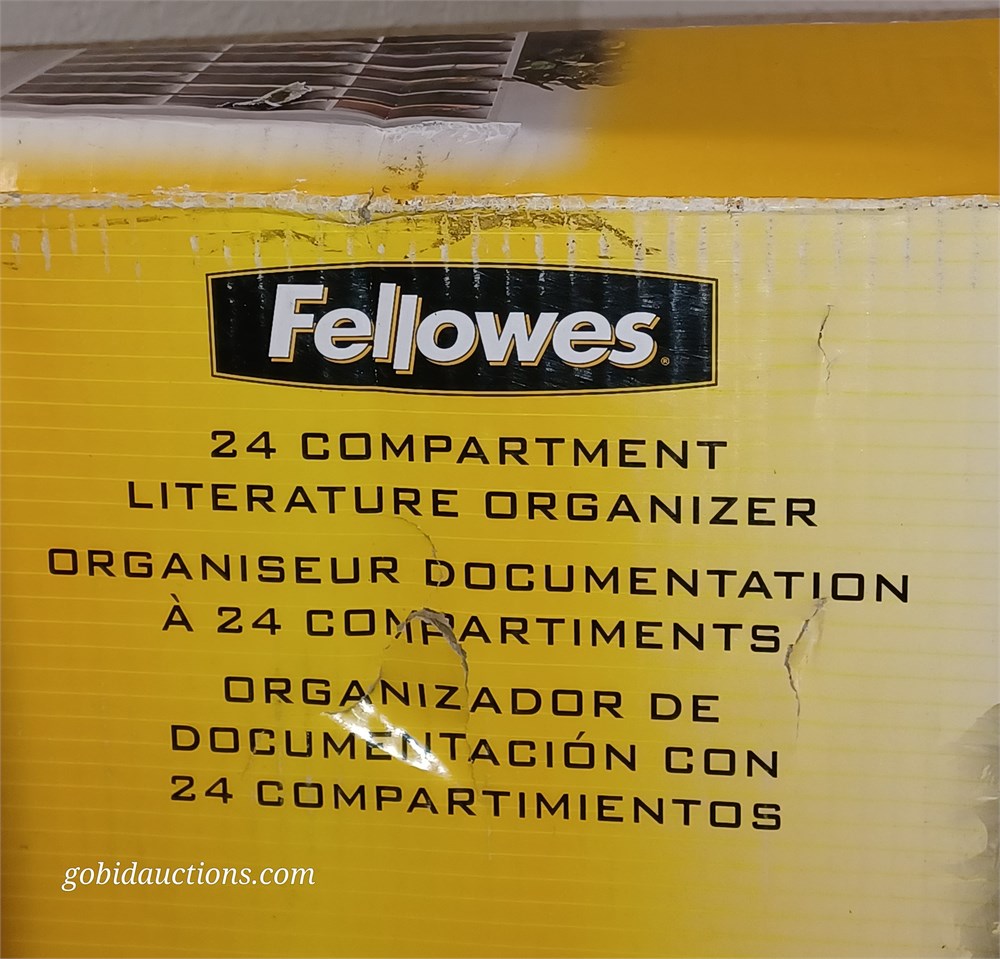 Fellowes®
24 COMPARTMENT
LITERATURE ORGANIZER
ORGANISEUR DOCUMENTATION
À 24 COMPARTIMENTS
ORGANIZADOR DE
DOCUMENTACIÓN CON
24 COMPARTIMIENTOS
gobidauctions.com